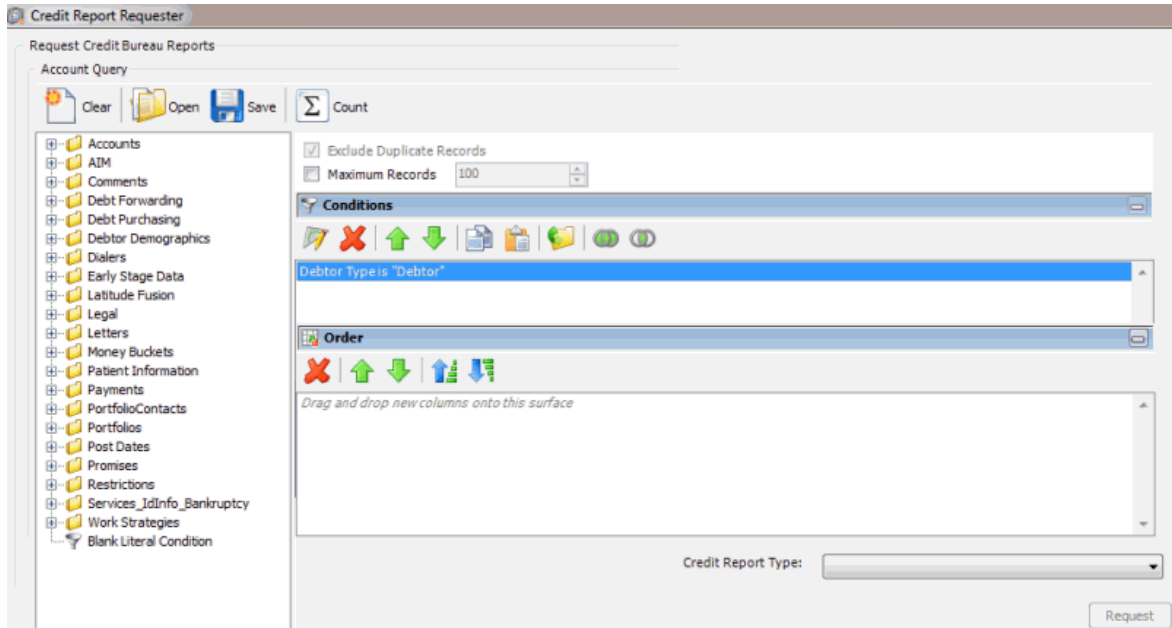 Credit Report Requester
Request Credit Bureau Reports
Account Query
Clear Open Save Σ Count
Accounts
AIM
Comments
Debt Forwarding
Debt Purchasing
Debtor Demographics
Dialers
Early Stage Data
Latitude Fusion
Legal
Letters
Money Buckets
Patient Information
Payments
PortfolioContacts
Portfolios
Post Dates
Promises
Restrictions
Services_IdInfo_Bankruptcy
Work Strategies
Blank Literal Condition
Exclude Duplicate Records
Maximum Records 100
Conditions
Debtor Type is "Debtor"
Order
Drag and drop new columns onto this surface
Credit Report Type:
Request